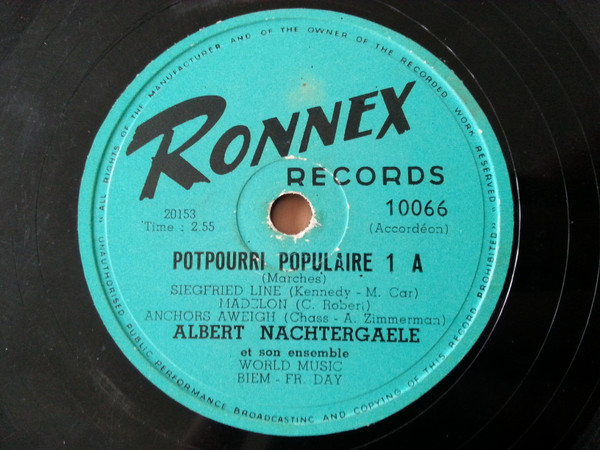 " ALL RIGHTS OF THE MANUFACTURER AND OF THE OWNER OF THE RECORDED WORK RESERVED "
RONNEX
RECORDS
20153
10066
Time : 2.55
(Accordéon)
POTPOURRI POPULAIRE 1 A
(Marches)
SIEGFRIED LINE (Kennedy - M. Car)
MADELON (C. Robert)
ANCHORS AWEIGH (Chass - A. Zimmerman)
ALBERT NACHTERGAELE
et son ensemble
WORLD MUSIC
BIEM - FR. DAY
" UNAUTHORISED PUBLIC PERFORMANCE BROADCASTING AND COPYING OF THIS RECORD PROHIBITED "